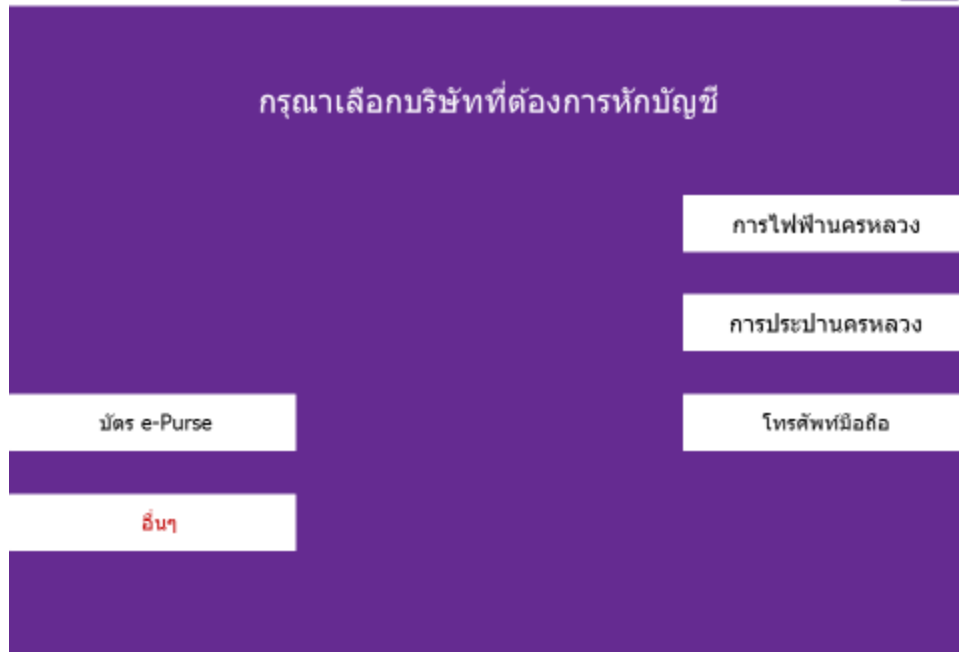 กรุณาเลือกบริษัทที่ต้องการหักบัญชี
การไฟฟ้านครหลวง
การประปานครหลวง
บัตร e-Purse
โทรศัพท์มือถือ
อื่นๆ